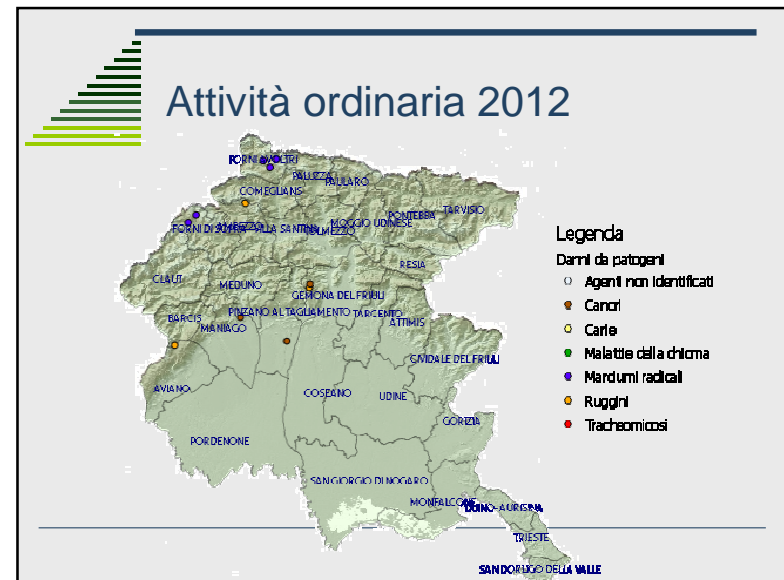 Attività ordinaria 2012
FORNI AVOLTRI
PALUZZA
PAULARO
COMEGLIANS
TARVISIO
PONTEBBA
AMPEZZO
MOGGIO UDINESE
FORNI DI SOPRA
VILLA SANTINA
TOLMEZZO
RESIA
CLAUT
MEDUNO
GEMONA DEL FRIULI
BARCIS
PINZANO AL TAGLIAMENTO
TARCENTO
MANIAGO
ATTIMIS
CIVIDALE DEL FRIULI
AVIANO
COSEANO
UDINE
GORIZIA
PORDENONE
SAN GIORGIO DI NOGARO
MONFALCONE
DUINO-AURISINA
TRIESTE
SAN DORLIGO DELLA VALLE
Legenda
Danni da patogeni
Agenti non identificati
Cancri
Carie
Malattie della chioma
Marciumi radicali
Ruggini
Tracheomicosi